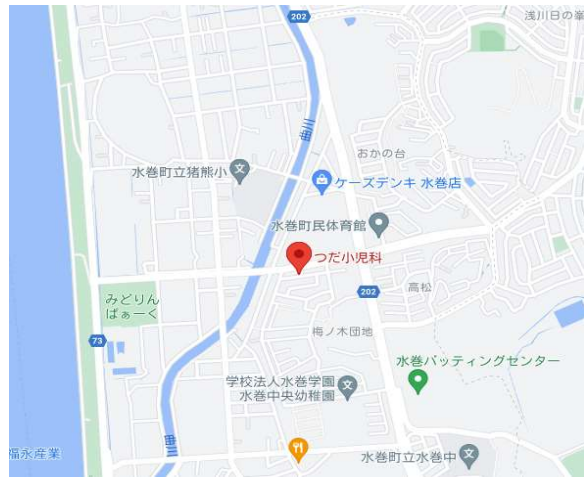 202
浅川日の峯
曲川
おかの台
水巻町立猪熊小
ケーズデンキ 水巻店
水巻町民体育館
つだ小児科
202
高松
みどりん
ぱぁーく
73
梅ノ木団地
水巻バッティングセンター
学校法人水巻学園
水巻中央幼稚園
曲川
福永産業
水巻町立水巻中